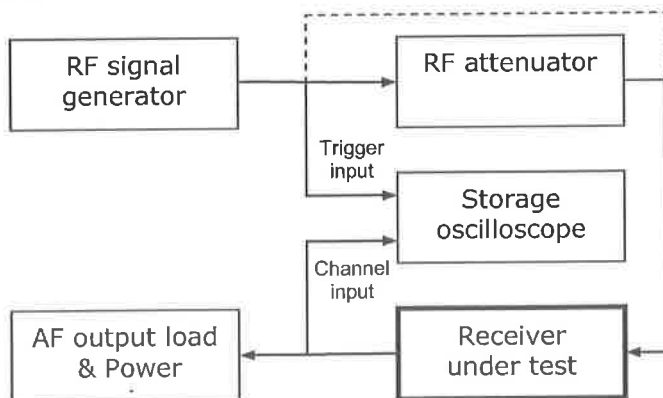 RF signal
generator
RF attenuator
Trigger
input
Storage
oscilloscope
Channel
input
AF output load
& Power
Receiver
under test